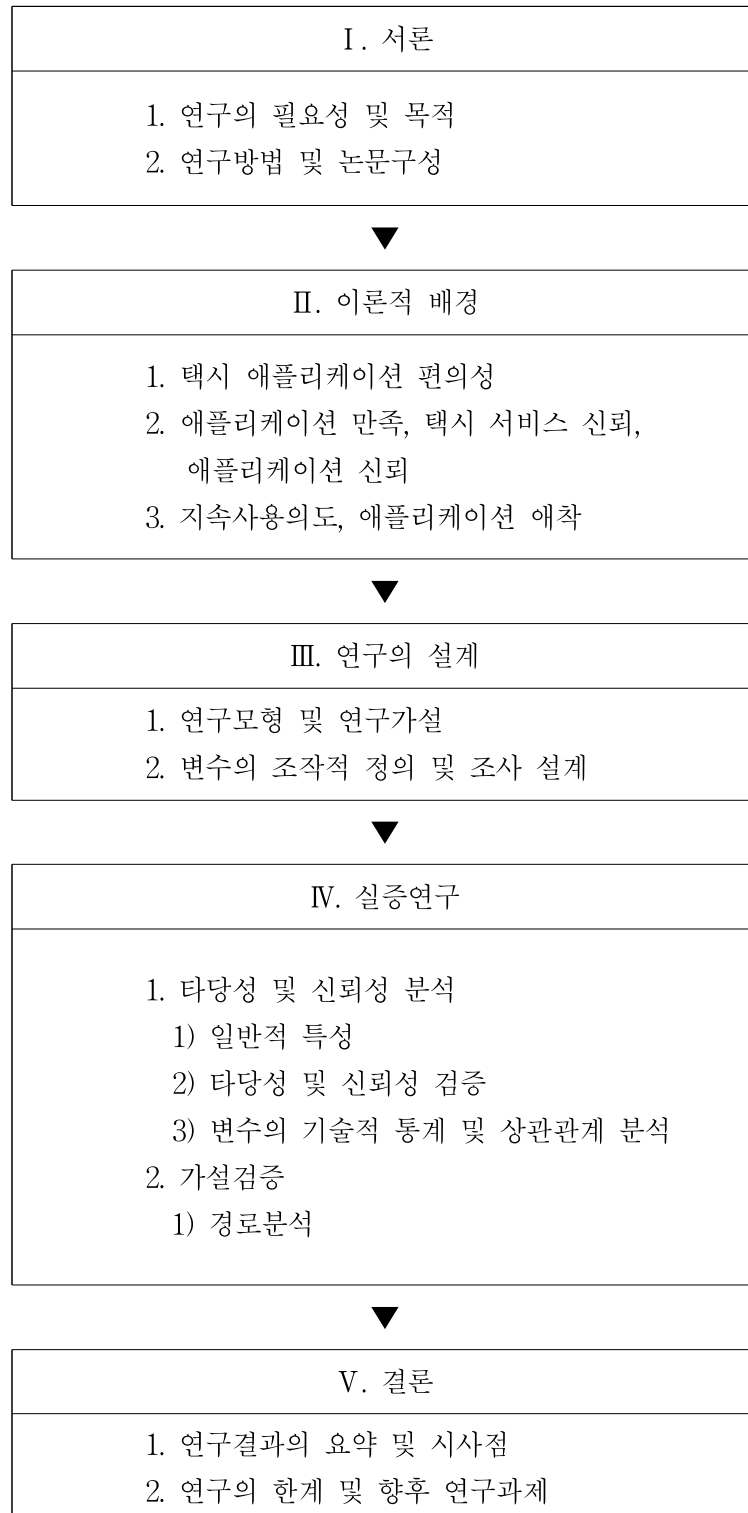 Ⅰ. 서론
1. 연구의 필요성 및 목적
2. 연구방법 및 논문구성
▼
Ⅱ. 이론적 배경
1. 택시 애플리케이션 편의성
2. 애플리케이션 만족, 택시 서비스 신뢰,
애플리케이션 신뢰
3. 지속사용의도, 애플리케이션 애착
▼
Ⅲ. 연구의 설계
1. 연구모형 및 연구가설
2. 변수의 조작적 정의 및 조사 설계
▼
Ⅳ. 실증연구
1. 타당성 및 신뢰성 분석
1) 일반적 특성
2) 타당성 및 신뢰성 검증
3) 변수의 기술적 통계 및 상관관계 분석
2. 가설검증
1) 경로분석
▼
Ⅴ. 결론
1. 연구결과의 요약 및 시사점
2. 연구의 한계 및 향후 연구과제